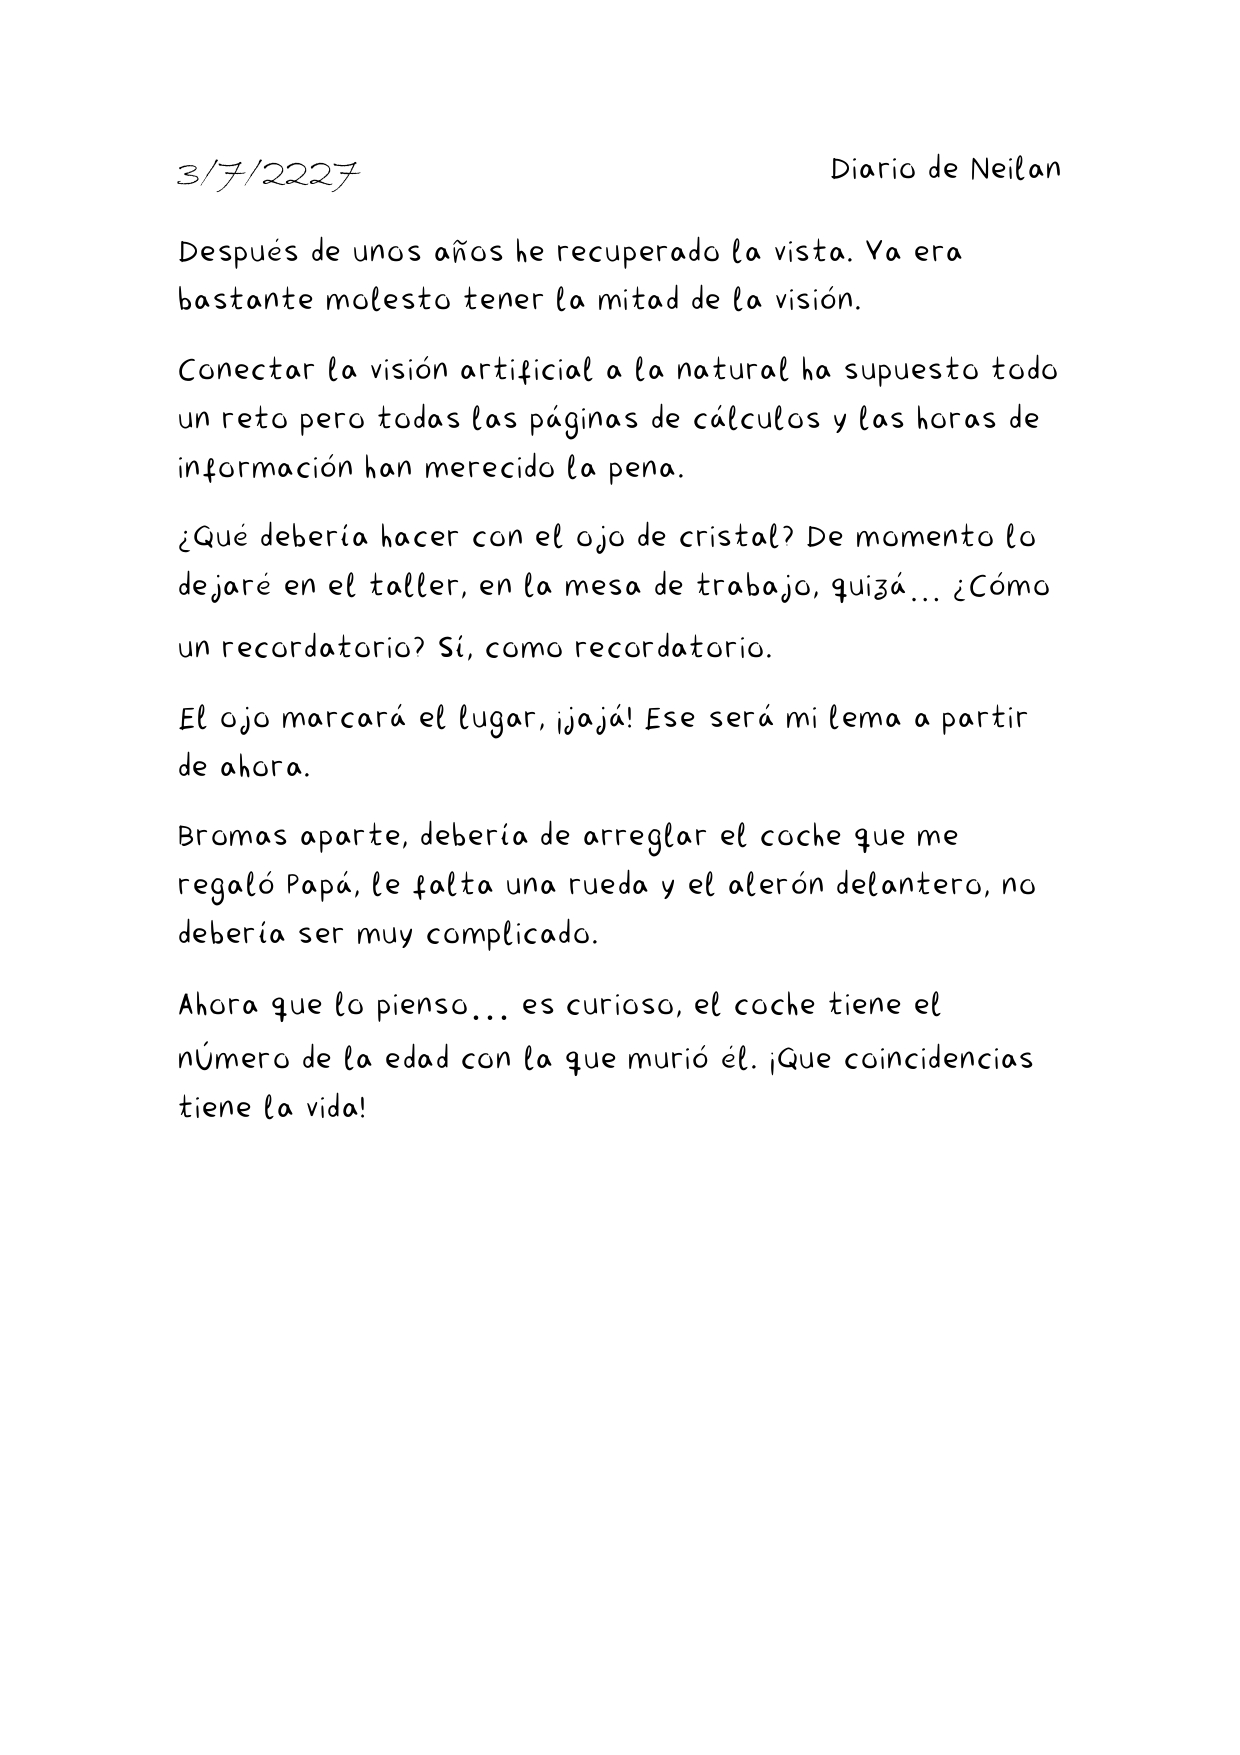 3/7/2227 Diario de Neilan
Después de unos años he recuperado la vista. Ya era
bastante molesto tener la mitad de la visión.
Conectar la visión artificial a la natural ha supuesto todo
un reto pero todas las páginas de cálculos y las horas de
información han merecido la pena.
¿Qué debería hacer con el ojo de cristal? De momento lo
dejaré en el taller, en la mesa de trabajo, quizá... ¿Cómo
un recordatorio? Sí, como recordatorio.
El ojo marcará el lugar, ¡jajá! Ese será mi lema a partir
de ahora.
Bromas aparte, debería de arreglar el coche que me
regaló Papá, le falta una rueda y el alerón delantero, no
debería ser muy complicado.
Ahora que lo pienso... es curioso, el coche tiene el
nÚmero de la edad con la que murió él. ¡Que coincidencias
tiene la vida!